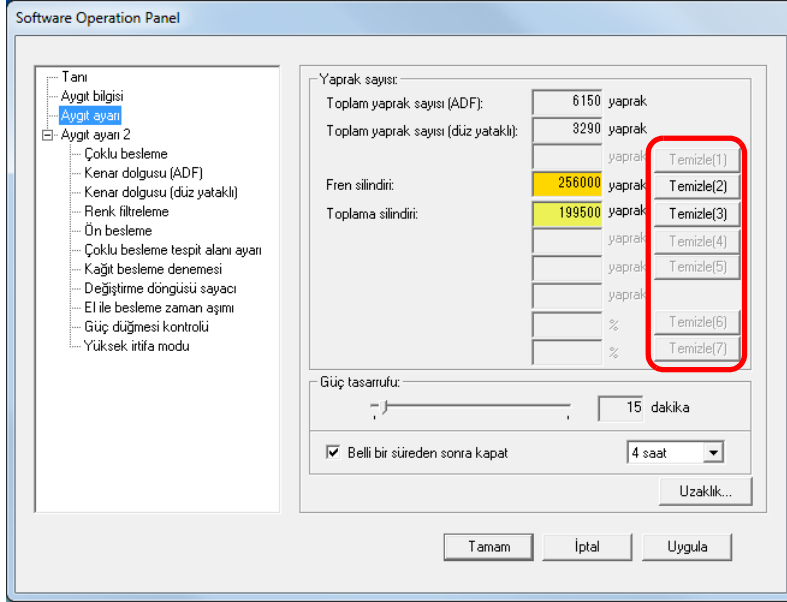 Software Operation Panel
Tanı
Aygıt bilgisi
Aygıt ayarı
Aygıt ayarı 2
Çoklu besleme
Kenar dolgusu (ADF)
Kenar dolgusu (düz yataklı)
Renk filtreleme
Ön besleme
Çoklu besleme tespit alanı ayarı
Kağıt besleme denemesi
Değiştirme döngüsü sayacı
El ile besleme zaman aşımı
Güç düğmesi kontrolü
Yüksek irtifa modu
Yaprak sayısı:
Toplam yaprak sayısı (ADF): 6150 yaprak
Toplam yaprak sayısı (düz yataklı): 3290 yaprak
yaprak Temizle(1)
Fren silindiri: 256000 yaprak Temizle(2)
Toplama silindiri: 199500 yaprak Temizle(3)
yaprak Temizle(4)
yaprak Temizle(5)
yaprak
% Temizle(6)
% Temizle(7)
Güç tasarrufu:
15 dakika
Belli bir süreden sonra kapat 4 saat
Uzaklık...
Tamam İptal Uygula